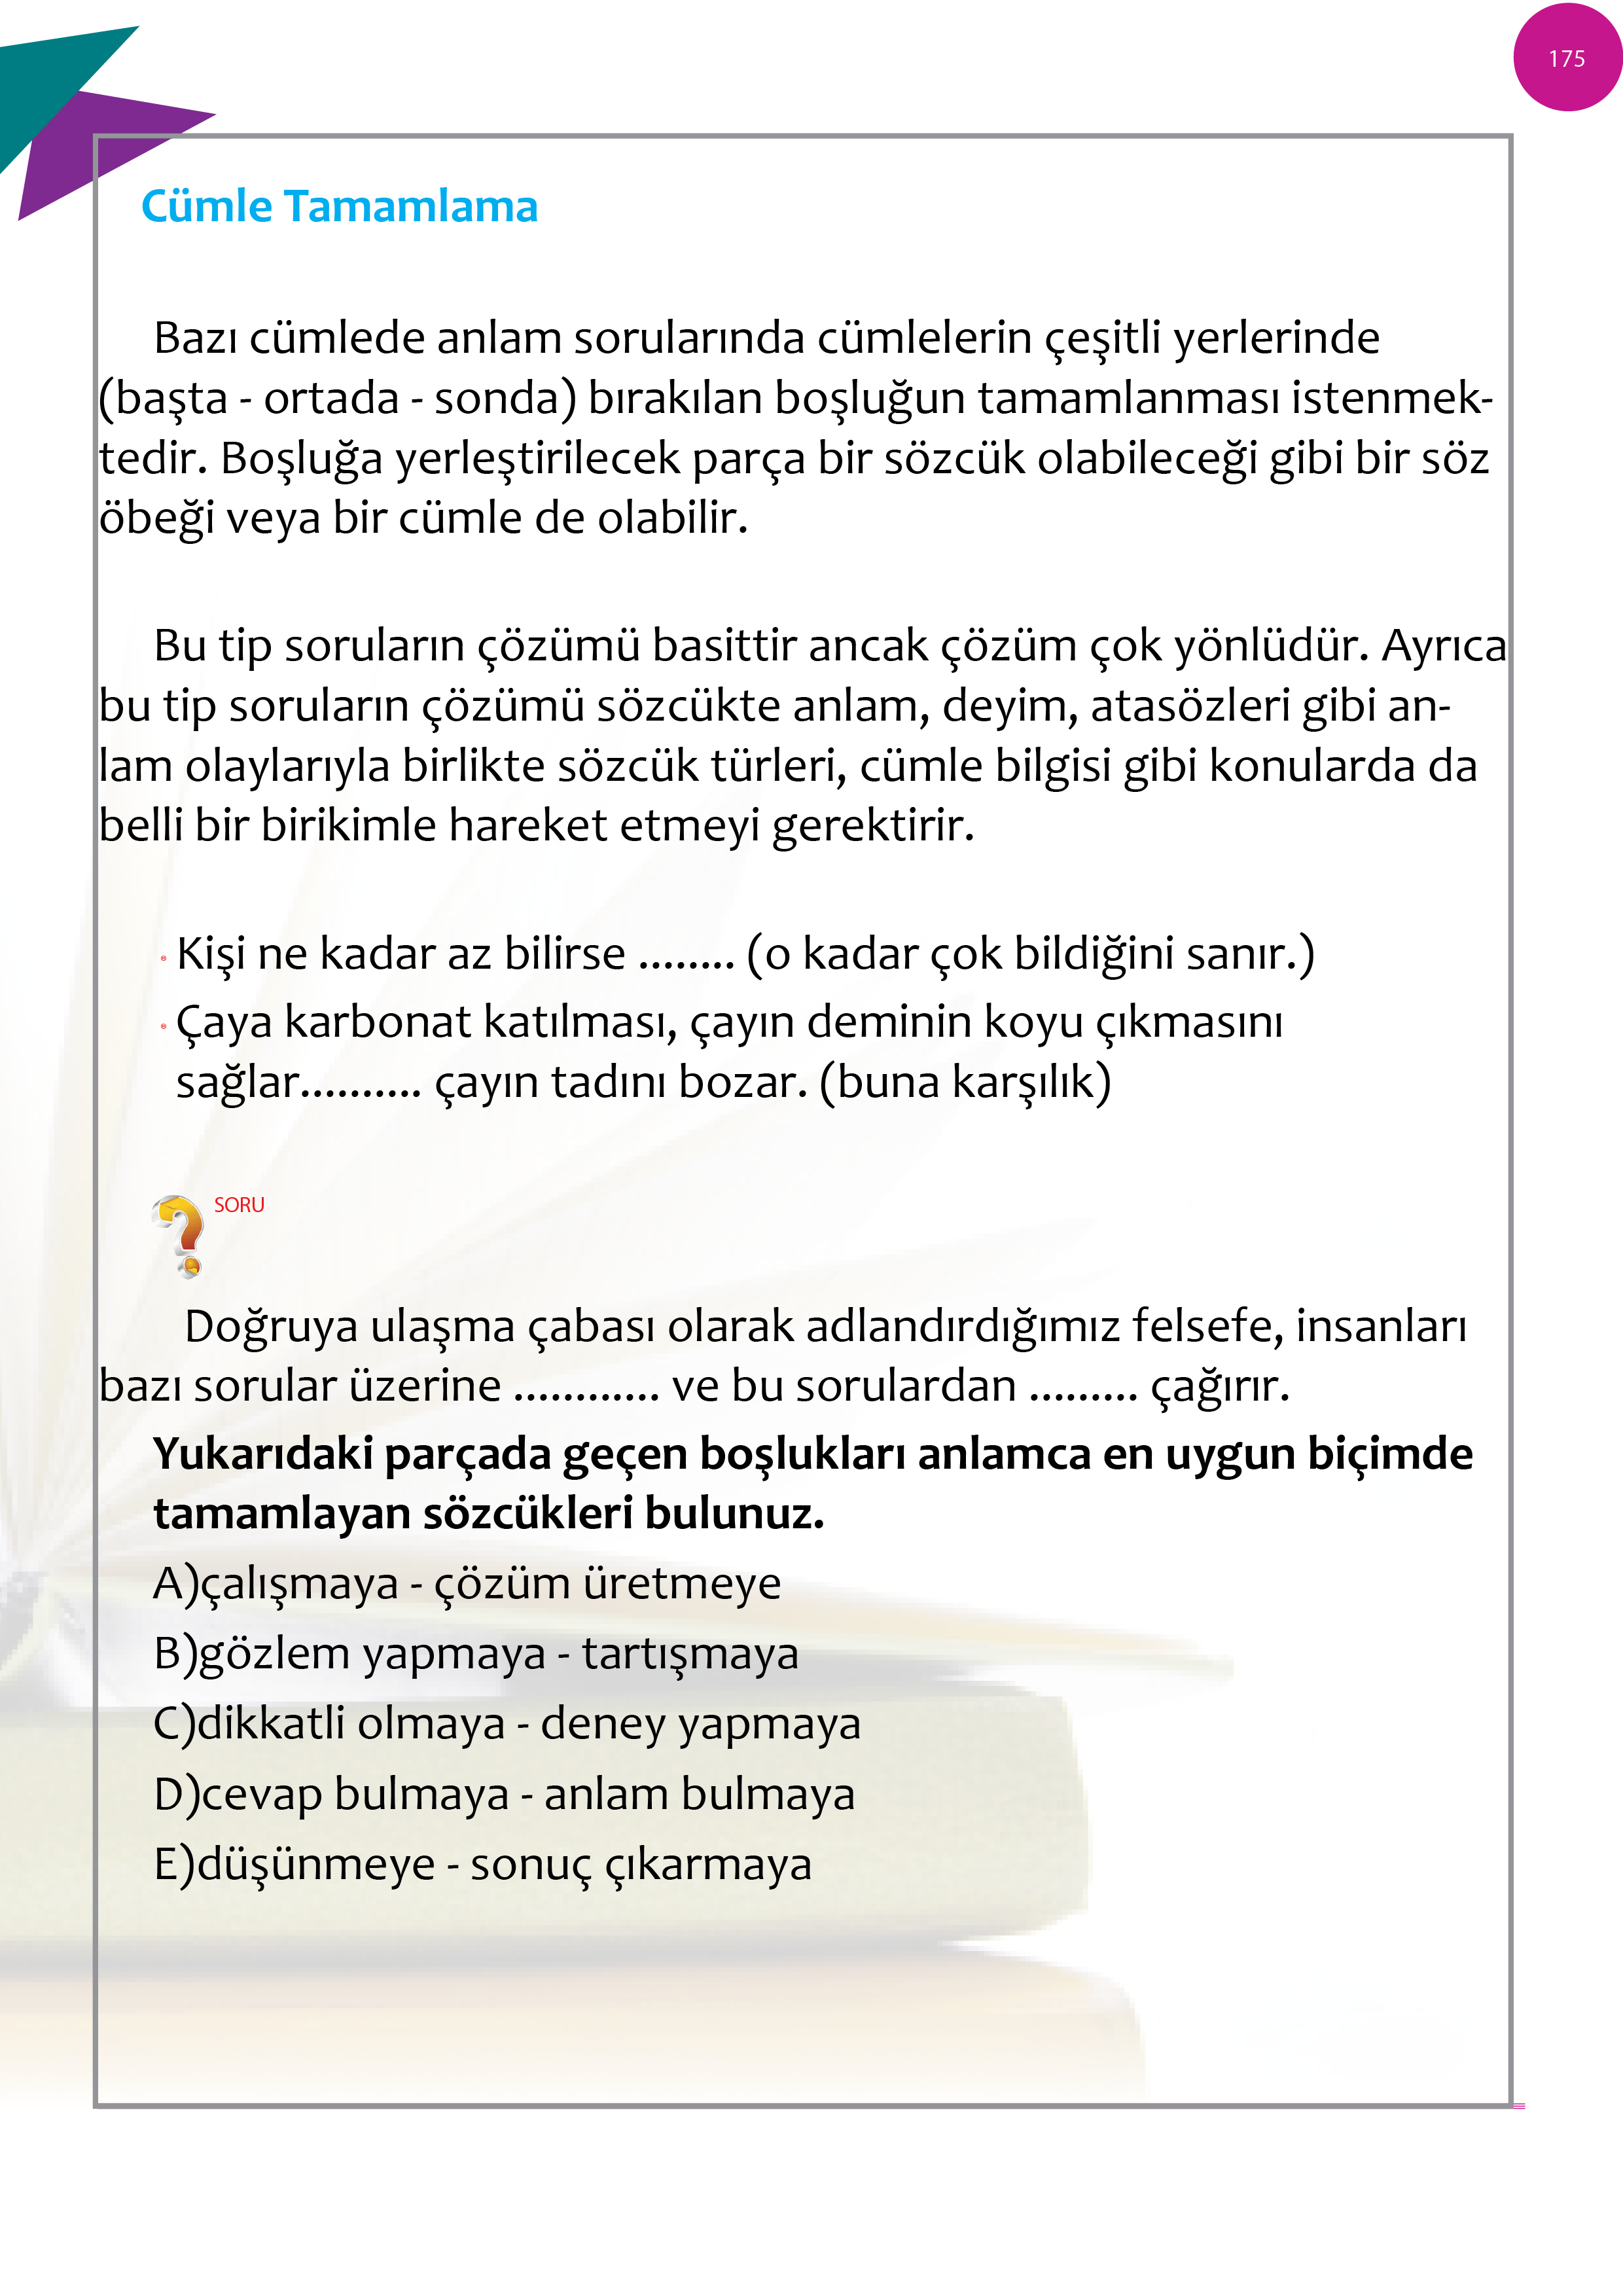 175
Cümle Tamamlama
Bazı cümlede anlam sorularında cümlelerin çeşitli yerlerinde
(başta - ortada - sonda) bırakılan boşluğun tamamlanması istenmek-
tedir. Boşluğa yerleştirilecek parça bir sözcük olabileceği gibi bir söz
öbeği veya bir cümle de olabilir.
Bu tip soruların çözümü basittir ancak çözüm çok yönlüdür. Ayrıca
bu tip soruların çözümü sözcükte anlam, deyim, atasözleri gibi an-
lam olaylarıyla birlikte sözcük türleri, cümle bilgisi gibi konularda da
belli bir birikimle hareket etmeyi gerektirir.
Kişi ne kadar az bilirse ........ (o kadar çok bildiğini sanır.)
Çaya karbonat katılması, çayın deminin koyu çıkmasını
sağlar.......... çayın tadını bozar. (buna karşılık)
SORU
Doğruya ulaşma çabası olarak adlandırdığımız felsefe, insanları
bazı sorular üzerine ............ ve bu sorulardan ......... çağırır.
Yukarıdaki parçada geçen boşlukları anlamca en uygun biçimde
tamamlayan sözcükleri bulunuz.
A)çalışmaya - çözüm üretmeye
B)gözlem yapmaya - tartışmaya
C)dikkatli olmaya - deney yapmaya
D)cevap bulmaya - anlam bulmaya
E)düşünmeye - sonuç çıkarmaya